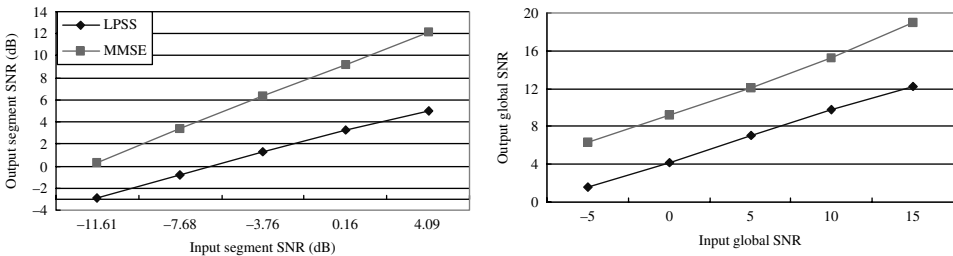 Output segment SNR (dB)
14
12
10
8
6
4
2
0
−2
−4
LPSS
MMSE
−11.61 −7.68 −3.76 0.16 4.09
Input segment SNR (dB)
Output global SNR
20
16
12
8
4
0
−5 0 5 10 15
Input global SNR